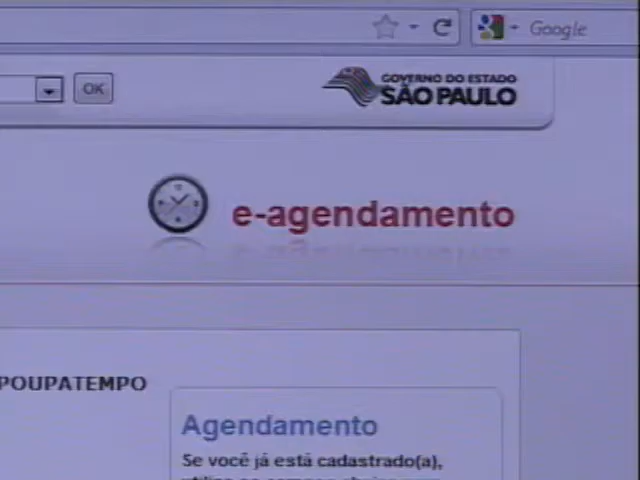 Google
OK
GOVERNO DO ESTADO
SÃO PAULO
e-agendamento
POUPATEMPO
Agendamento
Se você já está cadastrado(a),